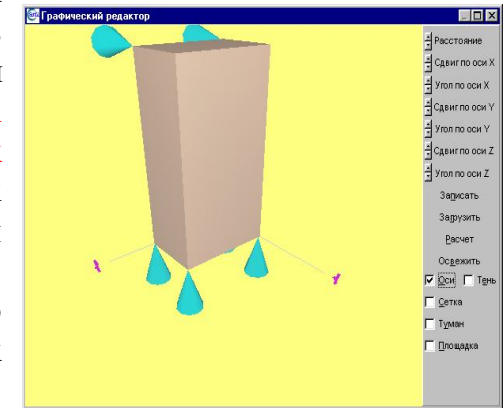 Графический редактор
Расстояние
Сдвиг по оси X
Угол по оси X
Сдвиг по оси Y
Угол по оси Y
Сдвиг по оси Z
Угол по оси Z
Записать
Загрузить
Расчет
Освежить
Оси Тень
Сетка
Туман
Площадка